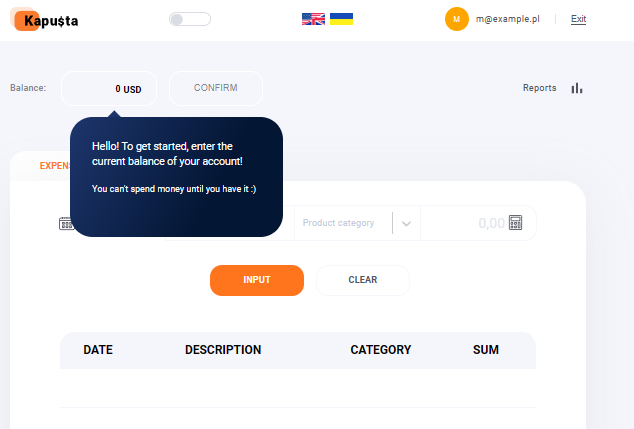 Kapu$ta
M
m@example.pl
Exit
Balance:
0 USD
CONFIRM
Reports
Hello! To get started, enter the
current balance of your account!
You can't spend money until you have it :)
EXPENS
Product category
0,00
INPUT
CLEAR
DATE DESCRIPTION CATEGORY SUM